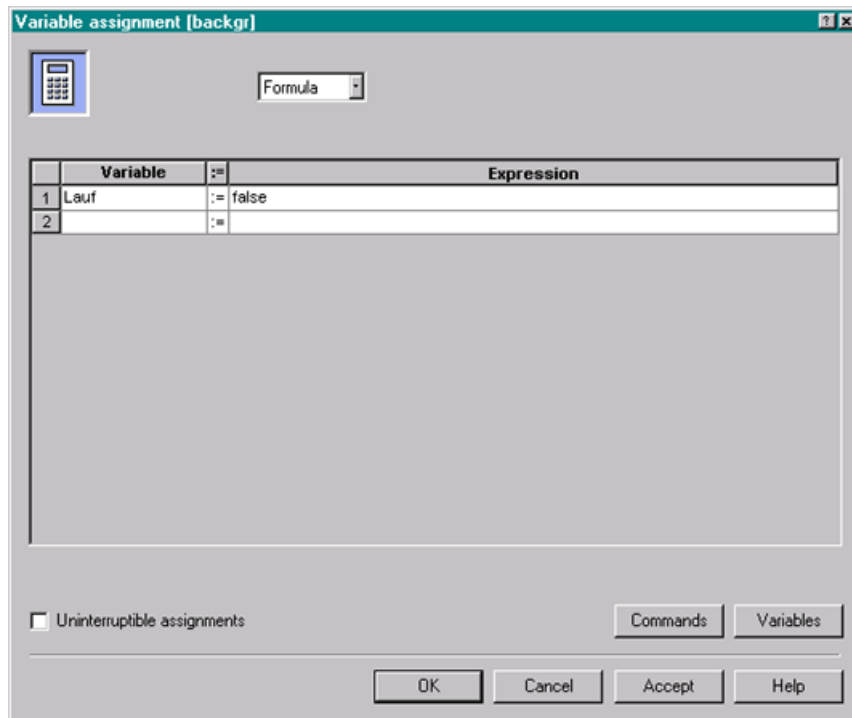 Variable assignment [backgr]
Formula
Variable := Expression
1 Lauf := false
2 :=
Uninterruptible assignments
Commands Variables
OK Cancel Accept Help